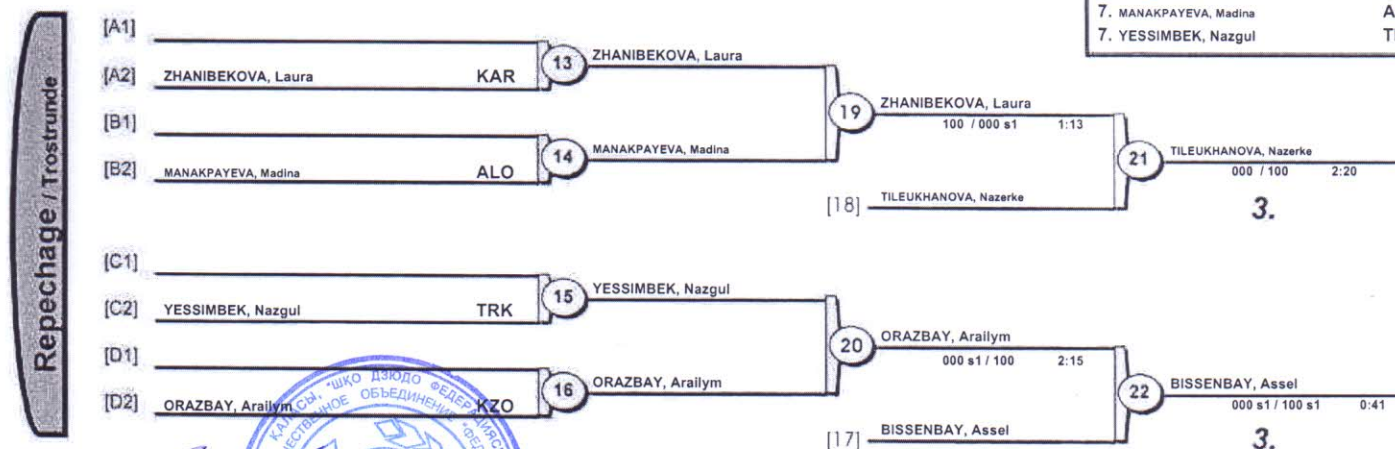 7. MANAKPAYEVA, Madina
7. YESSIMBEK, Nazgul
Repechage / Trostrunde
[A1]
[A2] ZHANIBEKOVA, Laura KAR
13 ZHANIBEKOVA, Laura
[B1]
[B2] MANAKPAYEVA, Madina ALO
14 MANAKPAYEVA, Madina
19 ZHANIBEKOVA, Laura
100 / 000 s1 1:13
[18] TILEUKHANOVA, Nazerke
21 TILEUKHANOVA, Nazerke
000 / 100 2:20
3.
[C1]
[C2] YESSIMBEK, Nazgul TRK
15 YESSIMBEK, Nazgul
[D1]
[D2] ORAZBAY, Arailym KZO
16 ORAZBAY, Arailym
20 ORAZBAY, Arailym
000 s1 / 100 2:15
[17] BISSENBAY, Assel
22 BISSENBAY, Assel
000 s1 / 100 s1 0:41
3.
"ШҚО ДЗЮДО ФЕДЕРАЦИЯСЫ
ОБЪЕДИНЕНИЕ